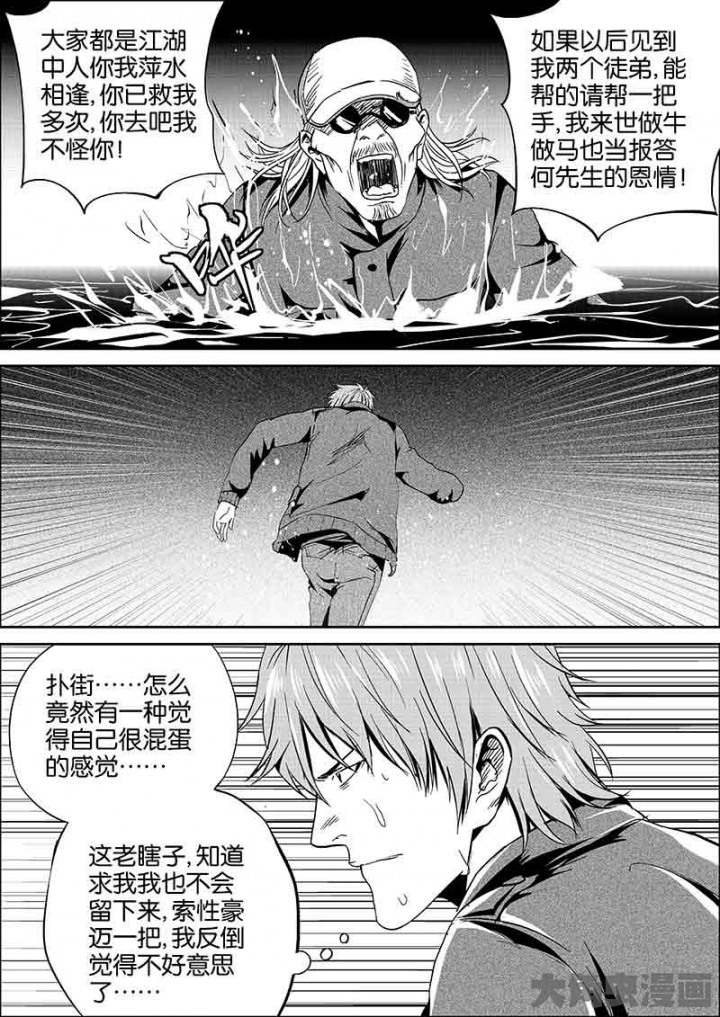 大家都是江湖
中人你我萍水
相逢,你已救我
多次,你去吧我
不怪你!
如果以后见到
我两个徒弟,能
帮的请帮一把
手,我来世做牛
做马也当报答
何先生的恩情!
哗
扑街……怎么
竟然有一种觉
得自己很混蛋
的感觉……
这老瞎子,知道
求我我也不会
留下来,索性豪
迈一把,我反倒
觉得不好意思
了……
大角虫漫画